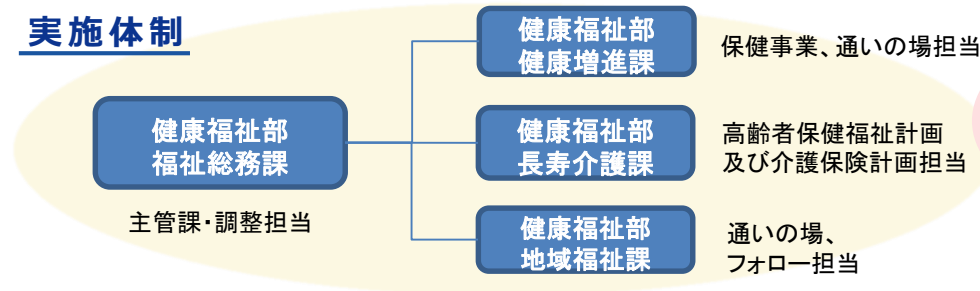 実施体制
健康福祉部
健康増進課
保健事業、通いの場担当
健康福祉部
福祉総務課
主管課・調整担当
健康福祉部
長寿介護課
高齢者保健福祉計画
及び介護保険計画担当
健康福祉部
地域福祉課
通いの場、
フォロー担当